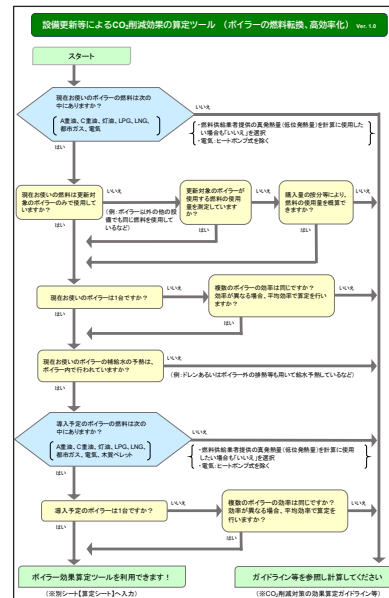 設備更新等によるCO₂削減効果の算定ツール （ボイラーの燃料転換、高効率化） Ver. 1.0
スタート
現在お使いのボイラーの燃料は次の
中にありますか？
A重油、C重油、灯油、LPG、LNG、
都市ガス、電気
いいえ
・燃料供給業者提供の真発熱量（低位発熱量）を計算に使用した
い場合も「いいえ」を選択
・電気：ヒートポンプ式を除く
はい
現在お使いの燃料は更新対
象のボイラーのみで使用して
いますか？
いいえ
（例：ボイラー以外の他の設
備でも同じ燃料を使用して
いるなど）
更新対象のボイラーが
使用する燃料の使用
量を測定しています
か？
いいえ
購入量の按分等により、
燃料の使用量を概算で
きますか？
いいえ
はい
はい
はい
現在お使いのボイラーは1台ですか？
いいえ
複数のボイラーの効率は同じですか？
効率が異なる場合、平均効率で算定を行い
ますか？
いいえ
はい
はい
現在お使いのボイラーの補給水の予熱は、
ボイラー内で行われていますか？
いいえ
（例：ドレンあるいはボイラー外の排熱等も用いて給水予熱しているなど）
はい
導入予定のボイラーの燃料は次の
中にありますか？
A重油、C重油、灯油、LPG、LNG、
都市ガス、電気、木質ペレット
いいえ
・燃料供給業者提供の真発熱量（低位発熱量）を計算に使用
したい場合も「いいえ」を選択
・電気：ヒートポンプ式を除く
はい
導入予定のボイラーは1台ですか？
いいえ
複数のボイラーの効率は同じですか？
効率が異なる場合、平均効率で算定を
行いますか？
いいえ
はい
はい
ボイラー効果算定ツールを利用できます！
（※別シート【算定シート】へ入力）
ガイドライン等を参照し計算してください
（※CO₂削減対策の効果算定ガイドライン等）